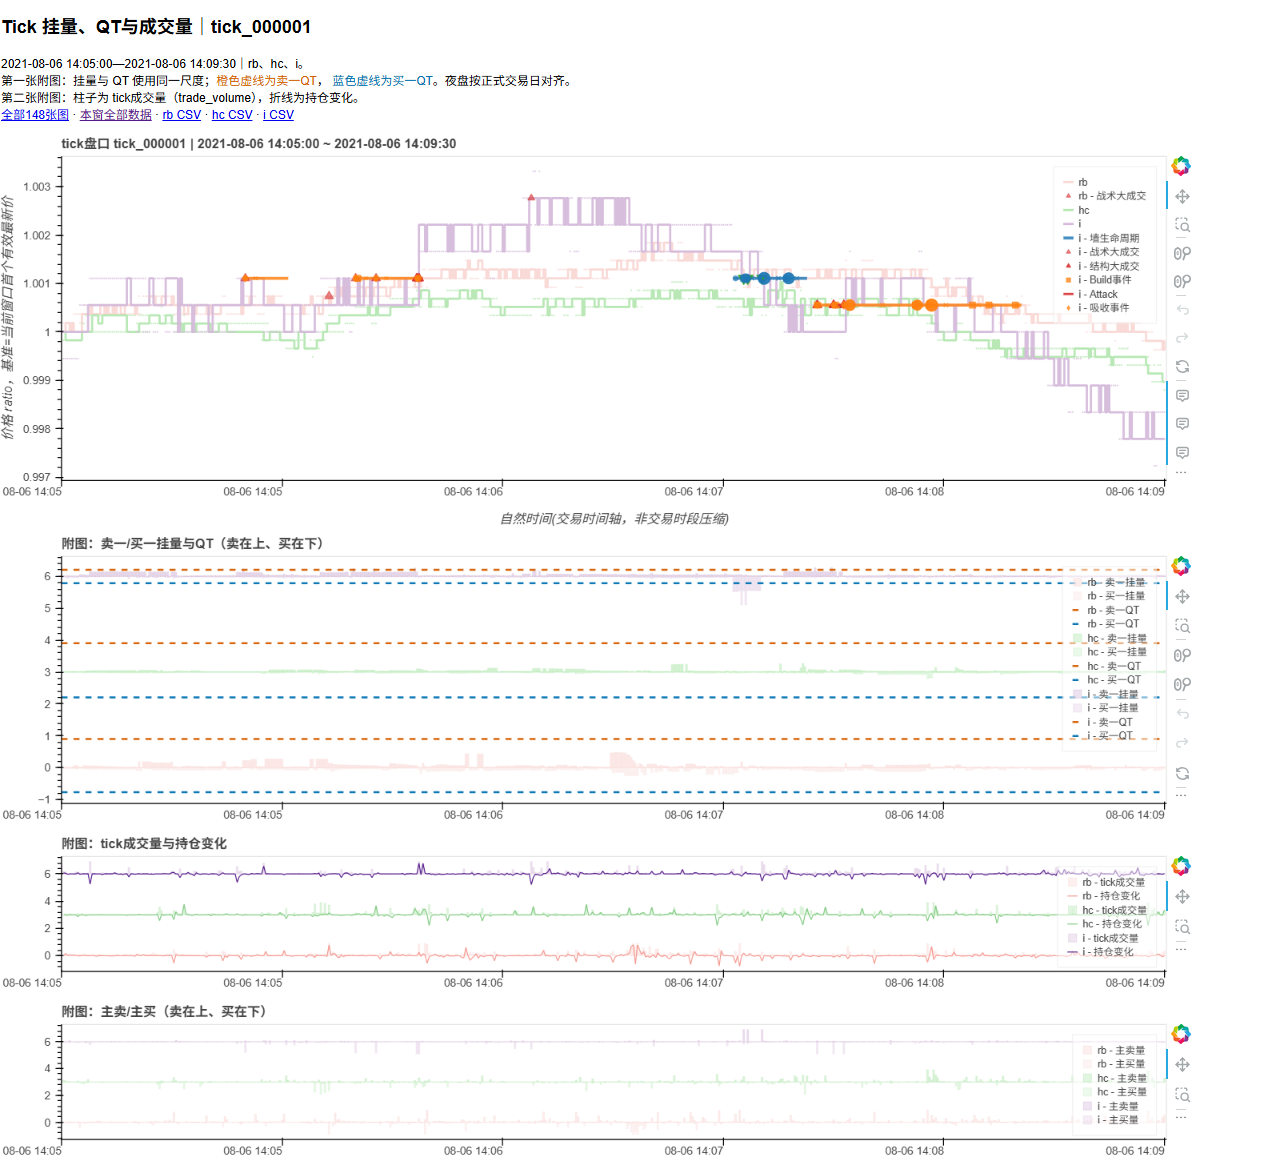 Tick 挂量、QT与成交量｜tick_000001
2021-08-06 14:05:00—2021-08-06 14:09:30｜rb、hc、i。
第一张附图：挂量与 QT 使用同一尺度；橙色虚线为卖一QT， 蓝色虚线为买一QT。夜盘按正式交易日对齐。
第二张附图：柱子为 tick成交量（trade_volume），折线为持仓变化。
全部148张图 · 本窗全部数据 · rb CSV · hc CSV · i CSV
tick盘口 tick_000001 | 2021-08-06 14:05:00 ~ 2021-08-06 14:09:30
价格 ratio，基准=当前窗口首个有效最新价
1.003
1.002
1.001
1
0.999
0.998
0.997
rb
rb - 战术大成交
hc
i
i - 墙生命周期
i - 战术大成交
i - 结构大成交
i - Build事件
i - Attack
i - 吸收事件
08-06 14:05
08-06 14:05
08-06 14:06
08-06 14:07
08-06 14:08
08-06 14:09
自然时间(交易时间轴，非交易时段压缩)
附图：卖一/买一挂量与QT（卖在上、买在下）
6
5
4
3
2
1
0
−1
rb - 卖一挂量
rb - 买一挂量
rb - 卖一QT
rb - 买一QT
hc - 卖一挂量
hc - 买一挂量
hc - 卖一QT
hc - 买一QT
i - 卖一挂量
i - 买一挂量
i - 卖一QT
i - 买一QT
08-06 14:05
08-06 14:05
08-06 14:06
08-06 14:07
08-06 14:08
08-06 14:09
附图：tick成交量与持仓变化
6
4
2
0
rb - tick成交量
rb - 持仓变化
hc - tick成交量
hc - 持仓变化
i - tick成交量
i - 持仓变化
08-06 14:05
08-06 14:05
08-06 14:06
08-06 14:07
08-06 14:08
08-06 14:09
附图：主卖/主买（卖在上、买在下）
6
4
2
0
rb - 主卖量
rb - 主买量
hc - 主卖量
hc - 主买量
i - 主卖量
i - 主买量
08-06 14:05
08-06 14:05
08-06 14:06
08-06 14:07
08-06 14:08
08-06 14:09